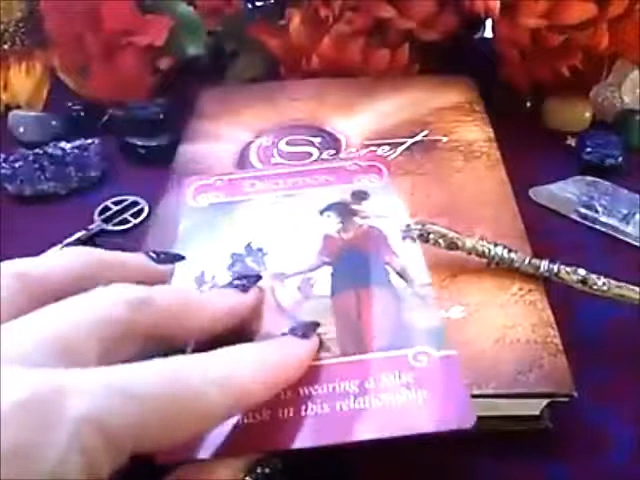 Secret
DECEPTION
is wearing a false
mask in this relationship